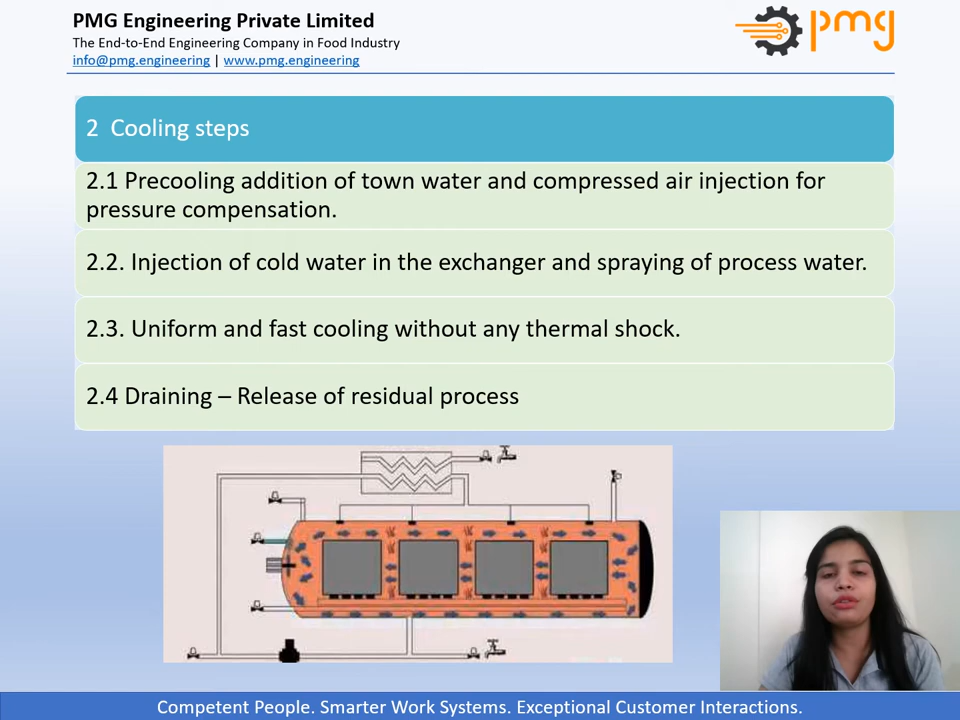 PMG Engineering Private Limited
The End-to-End Engineering Company in Food Industry
info@pmg.engineering | www.pmg.engineering
pmg
2 Cooling steps
2.1 Precooling addition of town water and compressed air injection for
pressure compensation.
2.2. Injection of cold water in the exchanger and spraying of process water.
2.3. Uniform and fast cooling without any thermal shock.
2.4 Draining – Release of residual process
Competent People. Smarter Work Systems. Exceptional Customer Interactions.